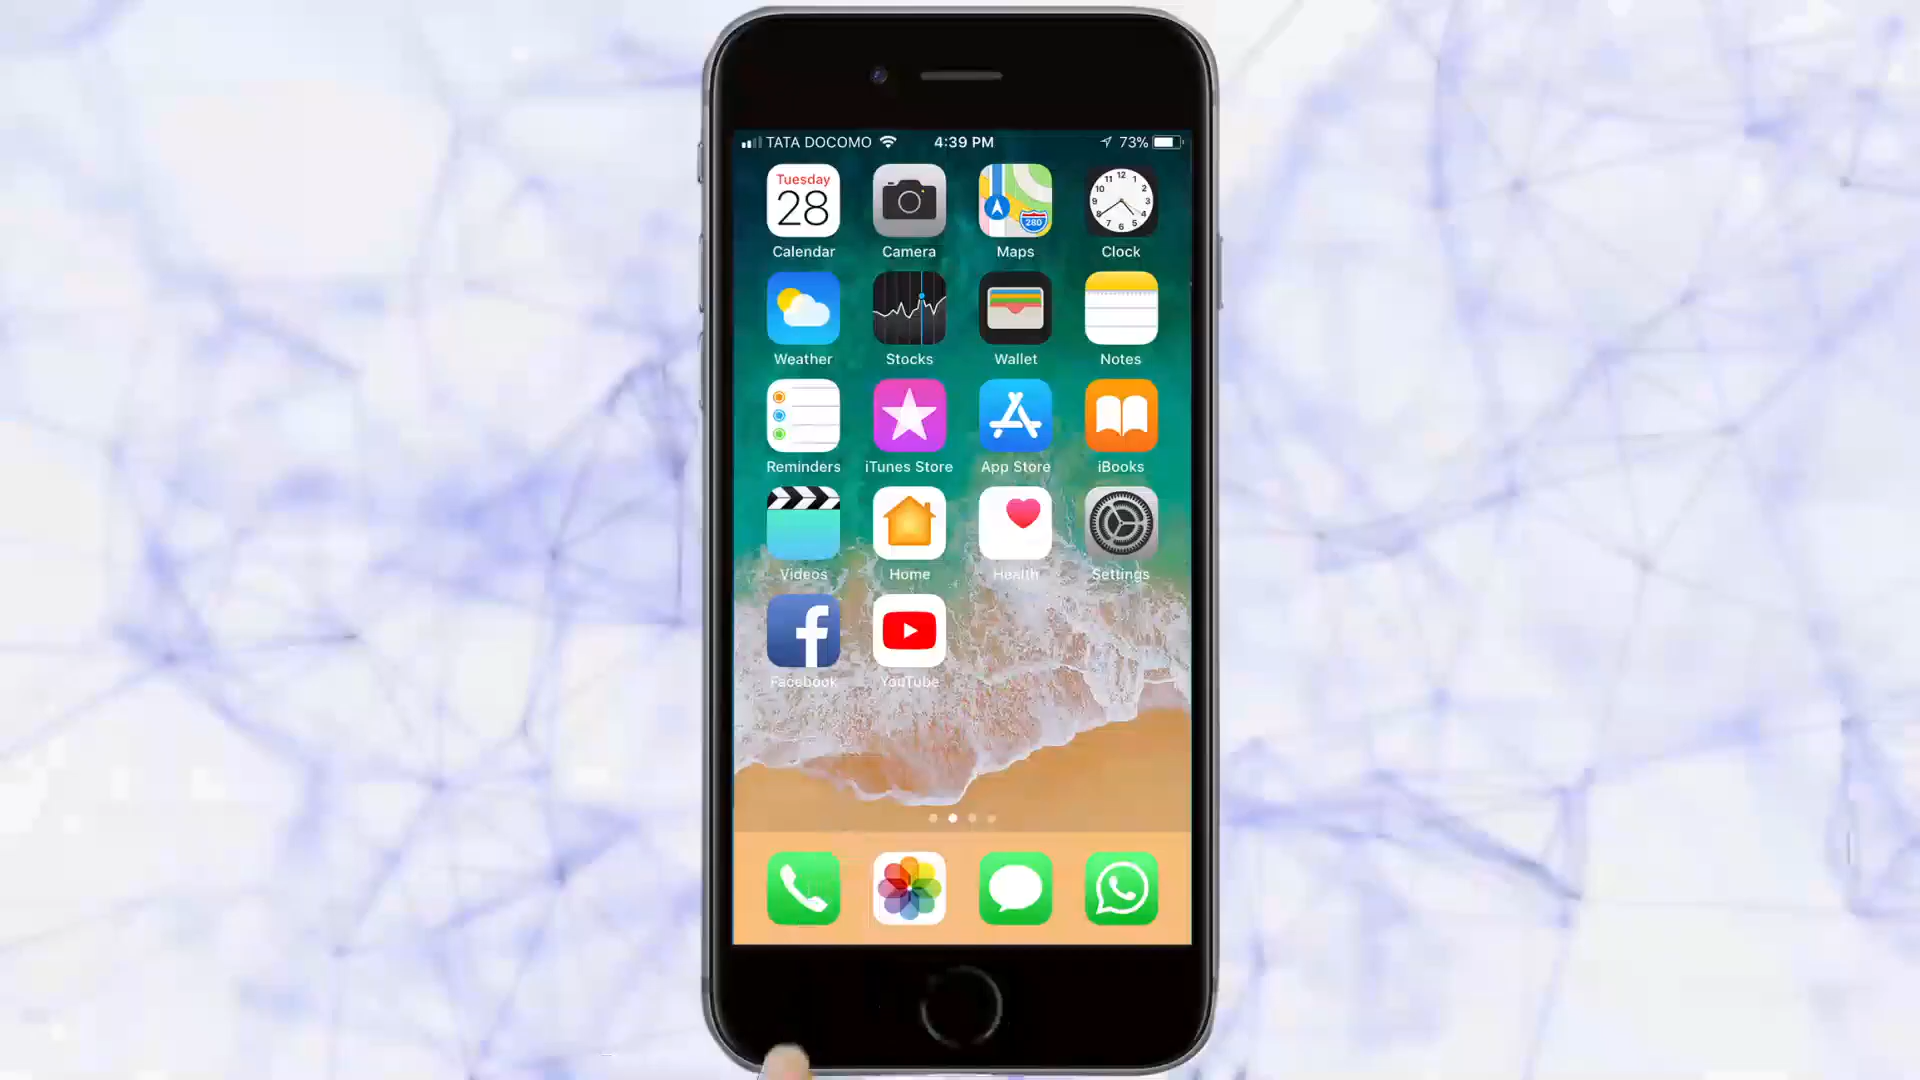 TATA DOCOMO 4:39 PM 73%
Tuesday
28
280
Calendar Camera Maps Clock
Weather Stocks Wallet Notes
Reminders iTunes Store App Store iBooks
Videos Home Health Settings
Facebook YouTube